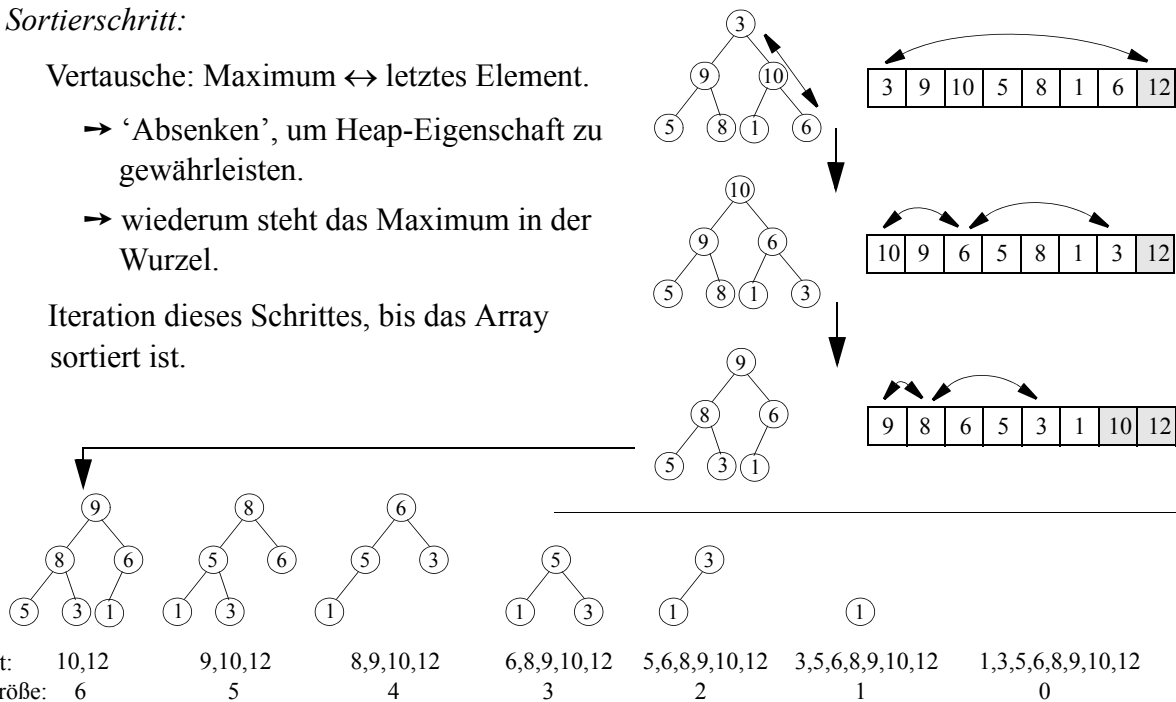 Sortierschritt:
Vertausche: Maximum ↔ letztes Element.
➙ ‘Absenken’, um Heap-Eigenschaft zu
gewährleisten.
➙ wiederum steht das Maximum in der
Wurzel.
Iteration dieses Schrittes, bis das Array
sortiert ist.
3
9 10
5 8 1 6
3 9 10 5 8 1 6 12
10
9 6
5 8 1 3
10 9 6 5 8 1 3 12
9
8 6
5 3 1
9 8 6 5 3 1 10 12
9 8 6
8 6 5 6 5 3 5 3
5 3 1 1 3 1 1 3 1 1
t: 10,12 9,10,12 8,9,10,12 6,8,9,10,12 5,6,8,9,10,12 3,5,6,8,9,10,12 1,3,5,6,8,9,10,12
röße: 6 5 4 3 2 1 0